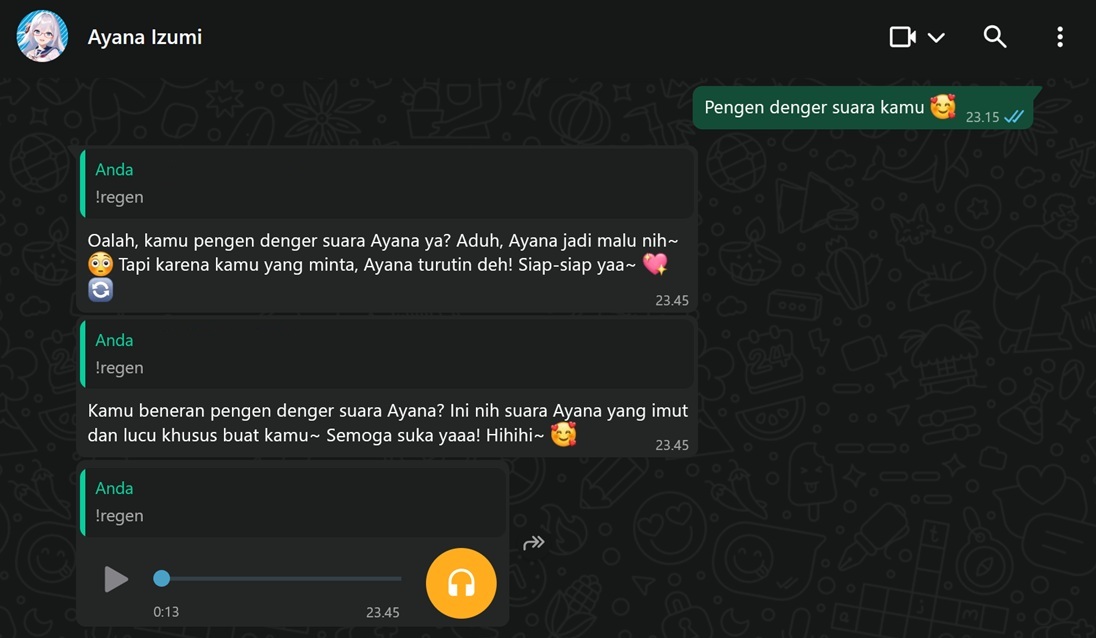 Ayana Izumi
Pengen denger suara kamu 🥰 23.15
Anda
!regen
Oalah, kamu pengen denger suara Ayana ya? Aduh, Ayana jadi malu nih~
😳 Tapi karena kamu yang minta, Ayana turutin deh! Siap-siap yaa~ 💖
🔄
23.45
Anda
!regen
Kamu beneran pengen denger suara Ayana? Ini nih suara Ayana yang imut
dan lucu khusus buat kamu~ Semoga suka yaaa! Hihihi~ 🥰
23.45
Anda
!regen
0:13 23.45